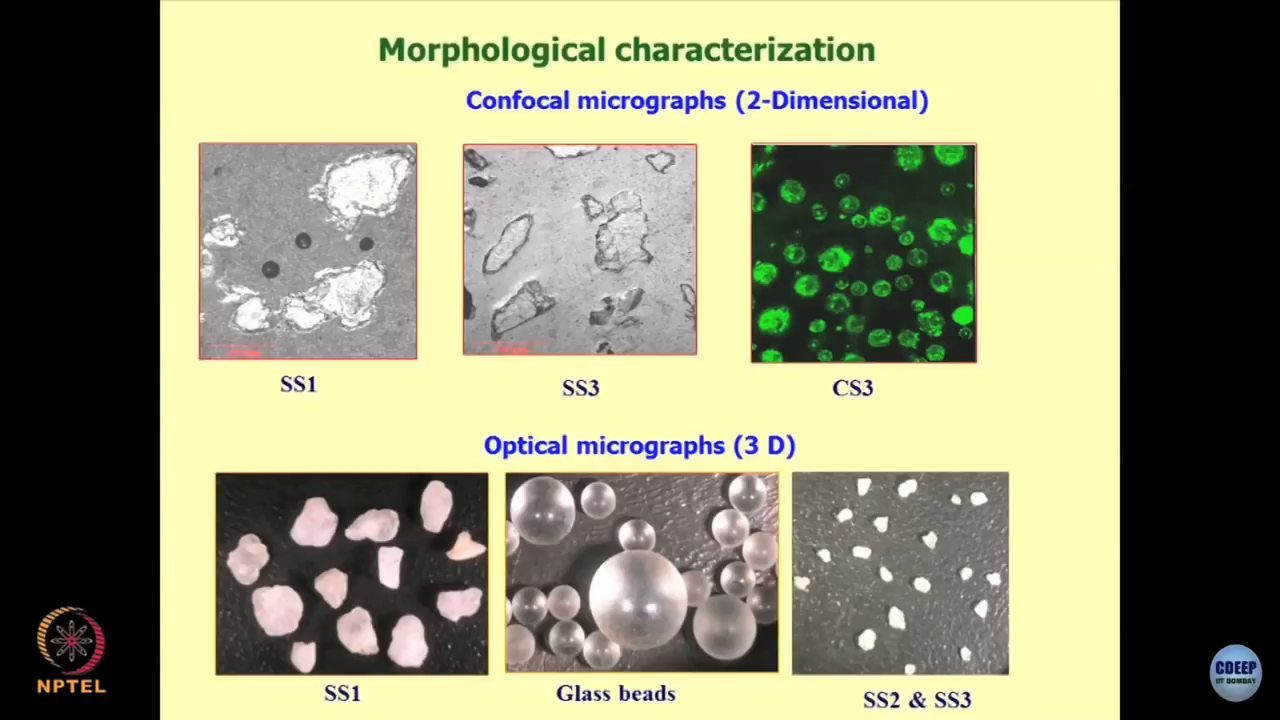 Morphological characterization
Confocal micrographs (2-Dimensional)
SS1
SS3
CS3
Optical micrographs (3 D)
SS1
Glass beads
SS2 & SS3
NPTEL
CDEEP
IIT BOMBAY